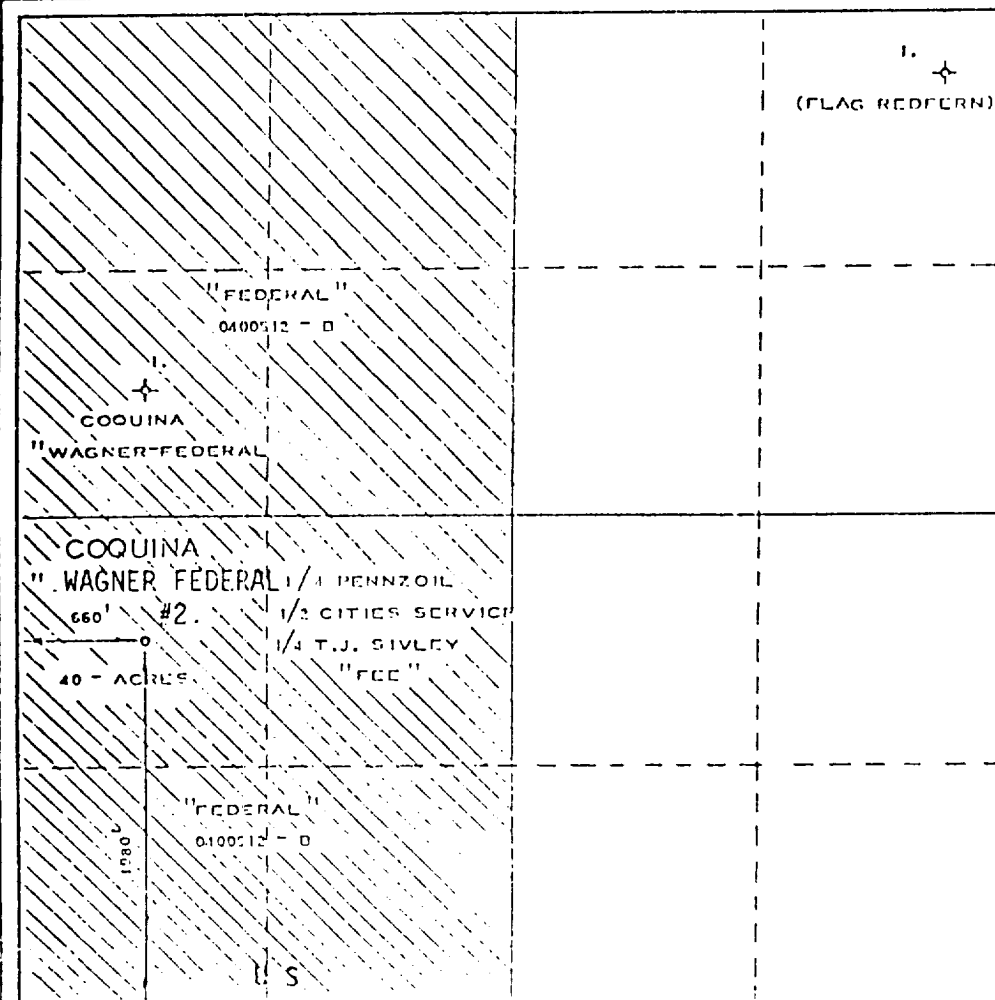 1.
(FLAG REDFERN)
"FEDERAL"
0400512 - B
1.
COQUINA
"WAGNER-FEDERAL
COQUINA
". WAGNER FEDERAL
#2.
1/4 PENNZOIL
1/2 CITIES SERVICE
1/4 T.J. SIVLEY
"FEE"
660'
40 - ACRES
"FEDERAL"
0400512 - B
1980'